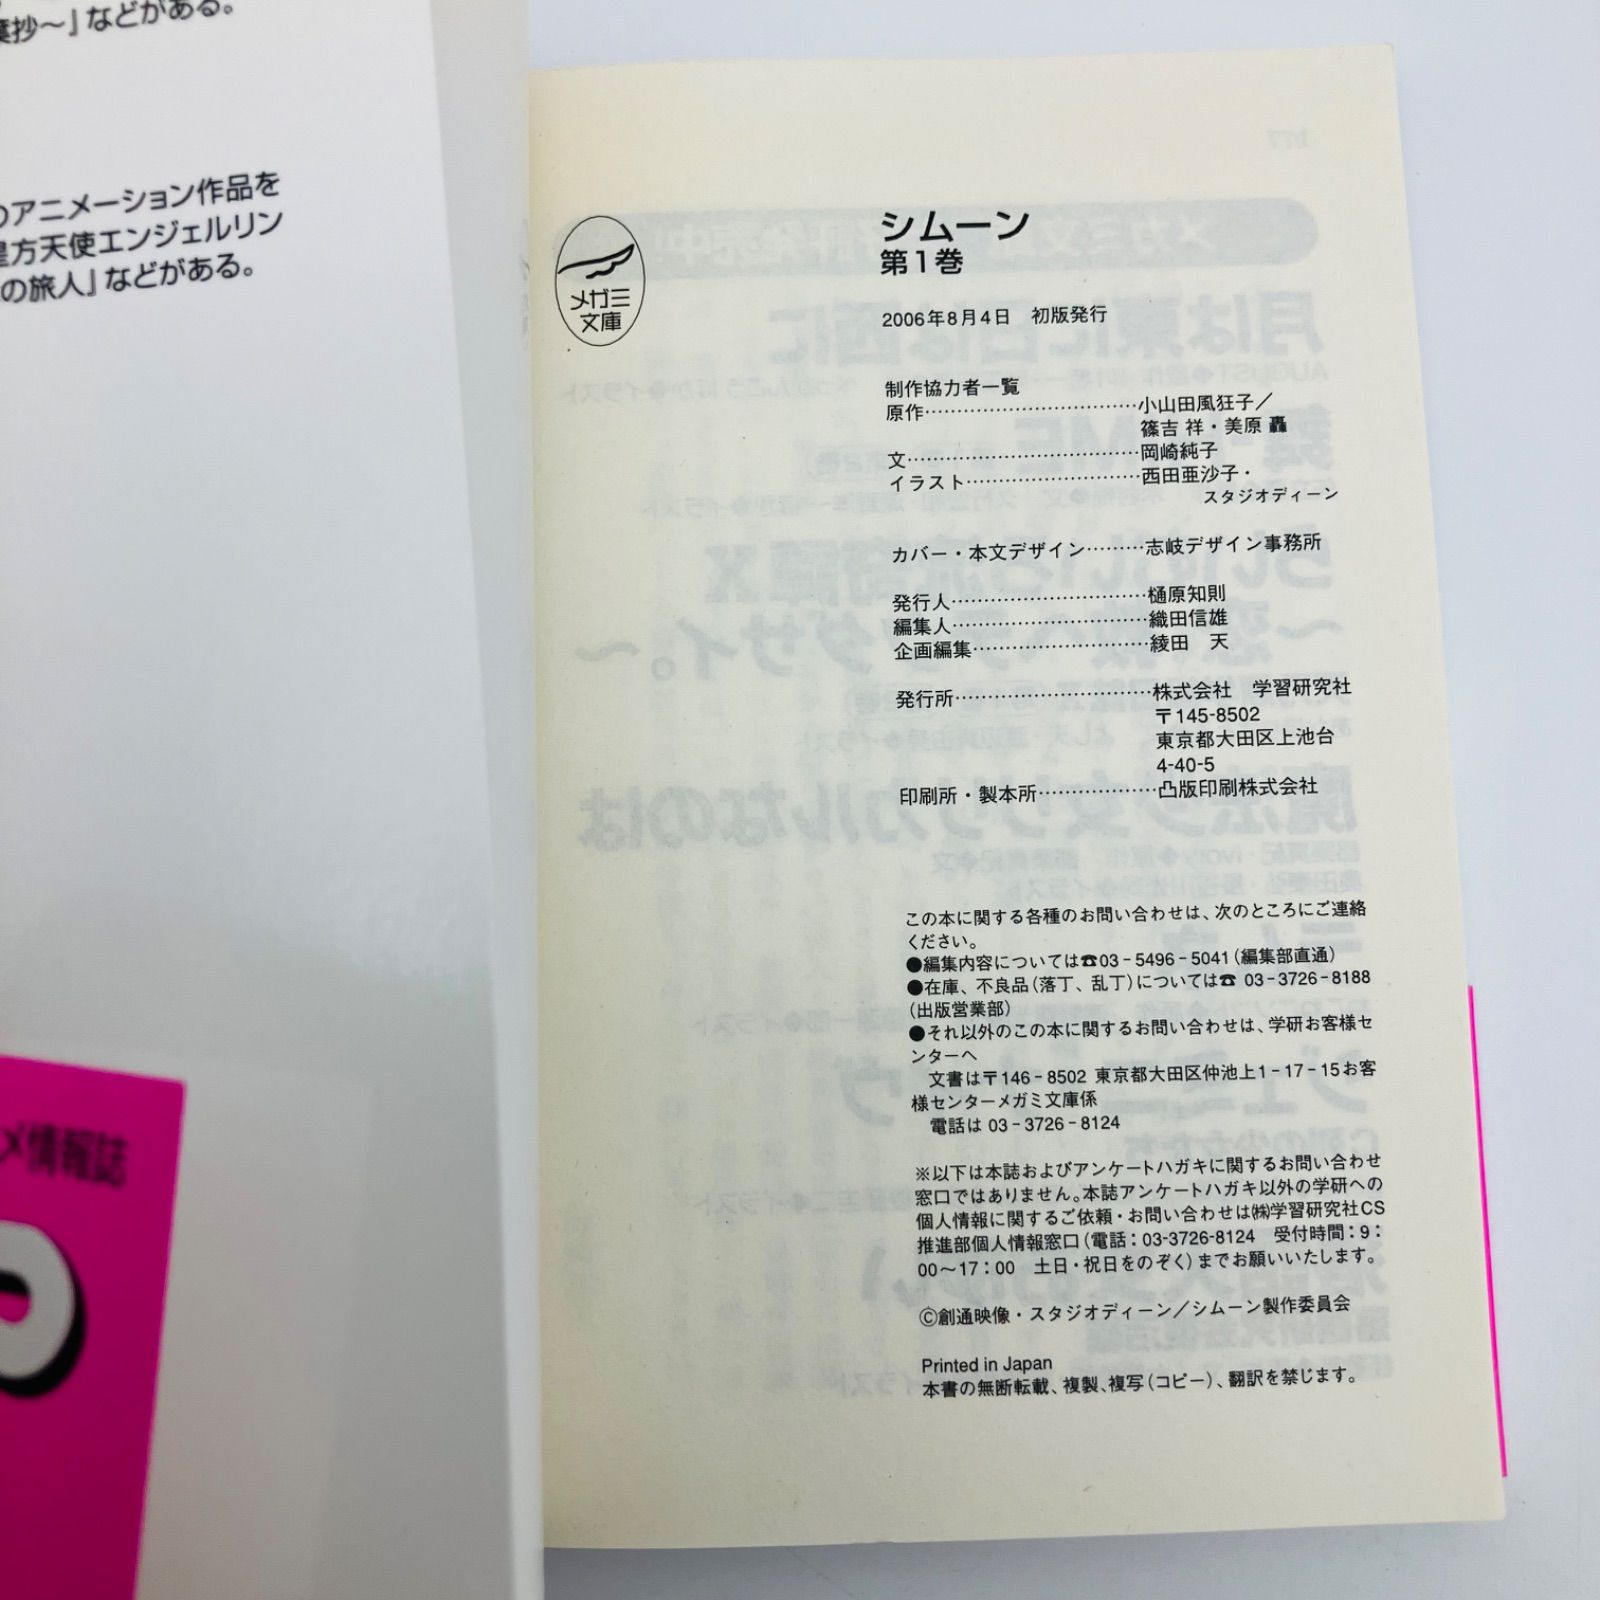 葉抄～」などがある。
のアニメーション作品を
皇方天使エンジェルリン
の旅人」などがある。
メ情報誌
メガミ
文庫
シムーン
第1巻
2006年8月4日　初版発行
制作協力者一覧
原作……………………………小山田風狂子／
篠吉 祥・美原 轟
文………………………………岡崎純子
イラスト………………………西田亜沙子・
スタジオディーン
カバー・本文デザイン………志岐デザイン事務所
発行人…………………………樋原知則
編集人…………………………織田信雄
企画編集………………………綾田　天
発行所…………………………株式会社　学習研究社
〒145-8502
東京都大田区上池台
4-40-5
印刷所・製本所………………凸版印刷株式会社
この本に関する各種のお問い合わせは、次のところにご連絡
ください。
●編集内容については☎03－5496－5041（編集部直通）
●在庫、不良品（落丁、乱丁）については☎ 03－3726－8188
（出版営業部）
●それ以外のこの本に関するお問い合わせは、学研お客様セ
ンターへ
文書は〒146－8502 東京都大田区仲池上1－17－15お客
様センターメガミ文庫係
電話は 03－3726－8124
※以下は本誌およびアンケートハガキに関するお問い合わせ
窓口ではありません。本誌アンケートハガキ以外の学研への
個人情報に関するご依頼・お問い合わせは㈱学習研究社CS
推進部個人情報窓口（電話：03-3726-8124　受付時間：9：
00～17：00　土日・祝日をのぞく）までお願いいたします。
Ⓒ創通映像・スタジオディーン／シムーン製作委員会
Printed in Japan
本書の無断転載、複製、複写（コピー）、翻訳を禁じます。